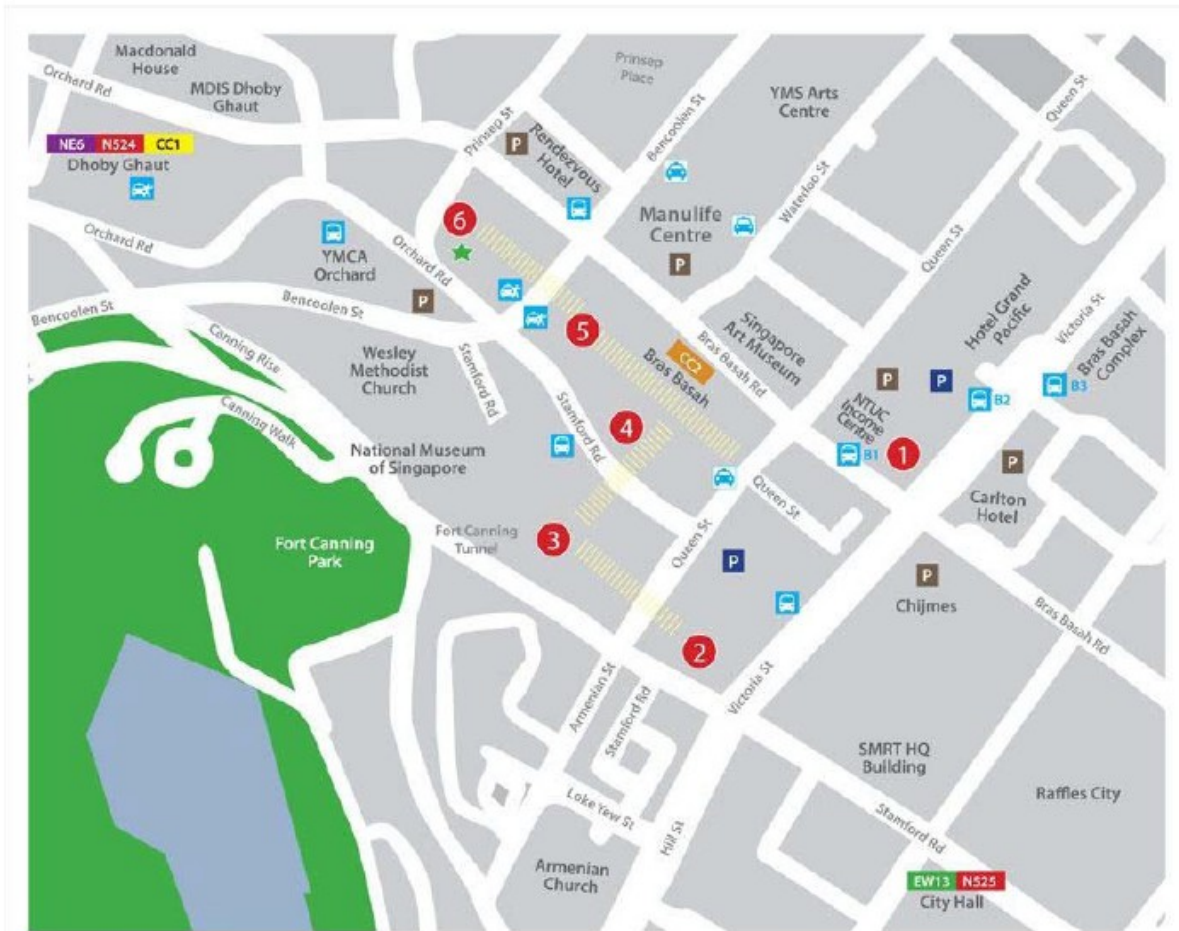 Macdonald
House
MDIS Dhoby
Ghaut
Orchard Rd
NE6 N524 CC1
Dhoby Ghaut
Orchard Rd
YMCA
Orchard
Orchard Rd
Prinsep St
P
Rendezvous
Hotel
Prinsep
Place
Bencoolen St
YMS Arts
Centre
Waterloo St
Queen St
Queen St
Manulife
Centre
P
6
Bencoolen St
Bencoolen St
P
Canning Rise
Canning Walk
Wesley
Methodist
Church
Stamford Rd
5
CC2
Bras Basah
Bras Basah Rd
Singapore
Art Museum
Hotel Grand
Pacific
Victoria St
Bras Basah
Complex
P
P
B2
B3
NTUC
Income
Centre
B1
1
P
Carlton
Hotel
National Museum
of Singapore
4
Stamford Rd
Queen St
Fort Canning
Tunnel
3
Queen St
P
Fort Canning
Park
P
Chijmes
Bras Basah Rd
2
Victoria St
Armenian St
Stamford Rd
SMRT HQ
Building
Raffles City
Loke Yew St
Hill St
Stamford Rd
Armenian
Church
EW13 N525
City Hall